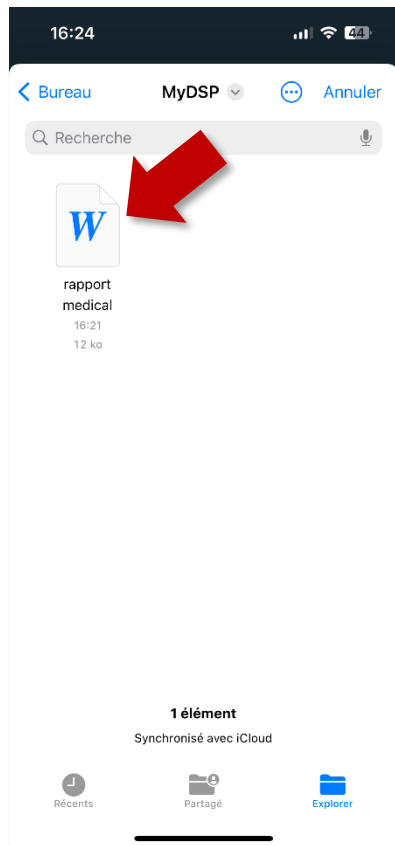 16:24
44
Bureau
MyDSP
Annuler
Recherche
W
rapport
medical
16:21
12 ko
1 élément
Synchronisé avec iCloud
Récents
Partagé
Explorer